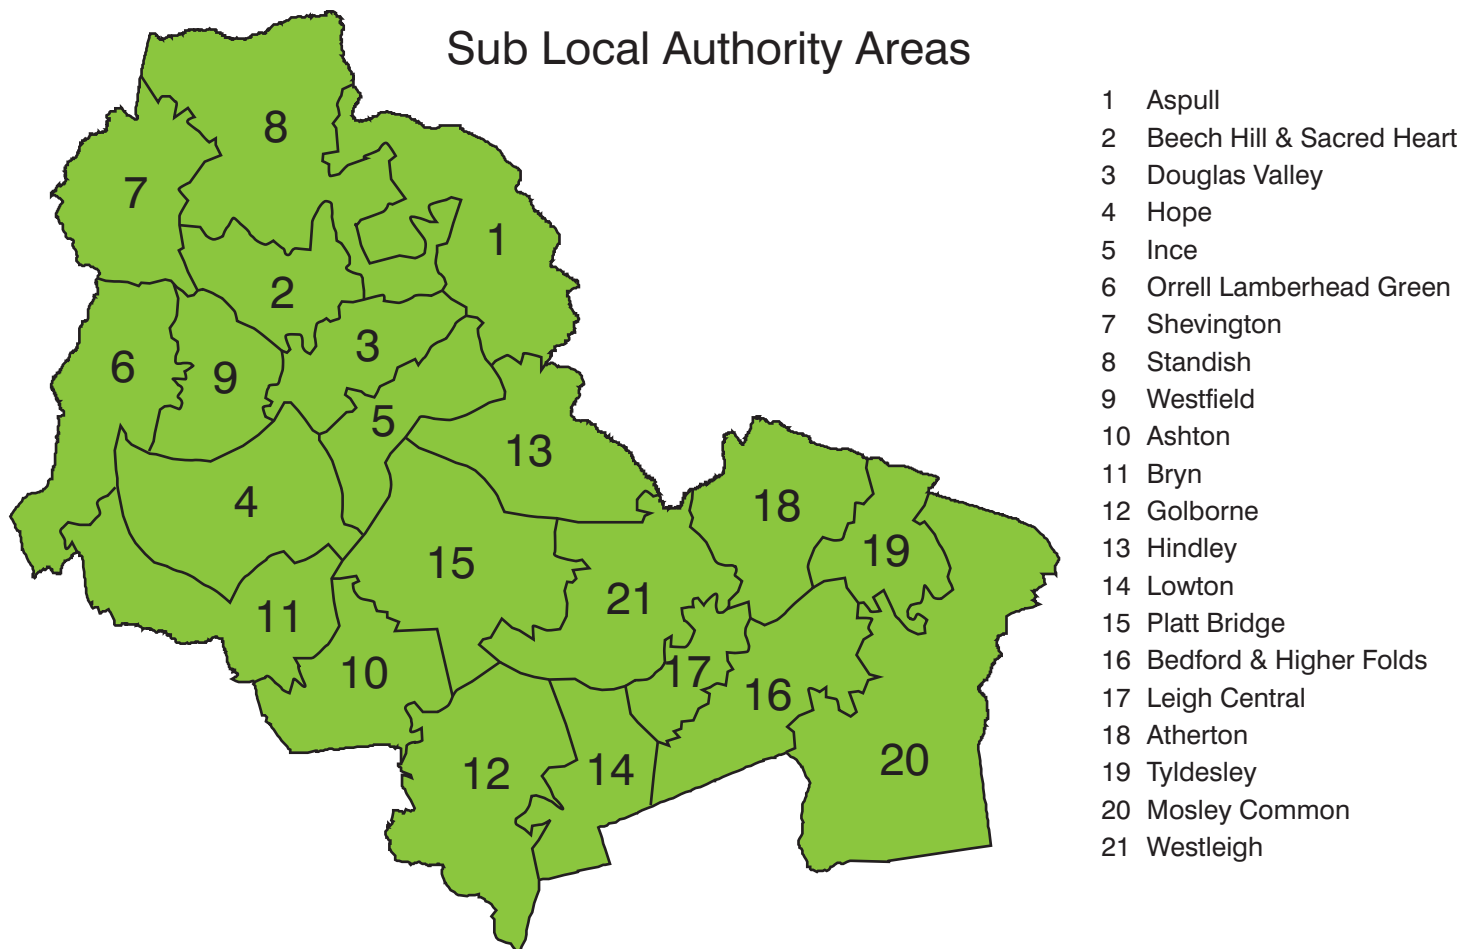 Sub Local Authority Areas
8
7
1
2
3
6
9
5
13
4
18
19
15
21
11
10
17
16
12
14
20
1 Aspull
2 Beech Hill & Sacred Heart
3 Douglas Valley
4 Hope
5 Ince
6 Orrell Lamberhead Green
7 Shevington
8 Standish
9 Westfield
10 Ashton
11 Bryn
12 Golborne
13 Hindley
14 Lowton
15 Platt Bridge
16 Bedford & Higher Folds
17 Leigh Central
18 Atherton
19 Tyldesley
20 Mosley Common
21 Westleigh